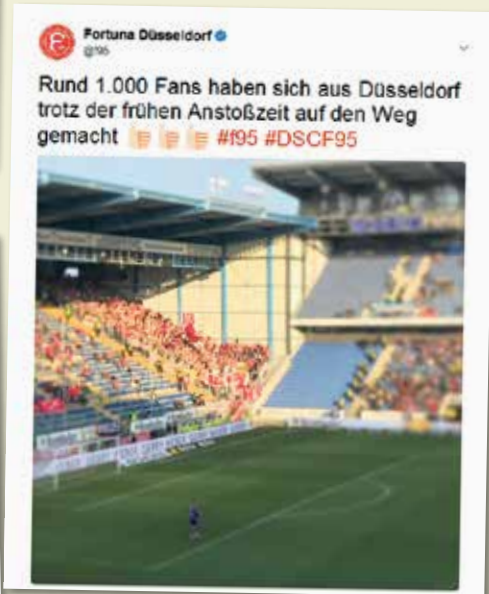 Fortuna Düsseldorf
@f95
Rund 1.000 Fans haben sich aus Düsseldorf
trotz der frühen Anstoßzeit auf den Weg
gemacht #f95 #DSCF95